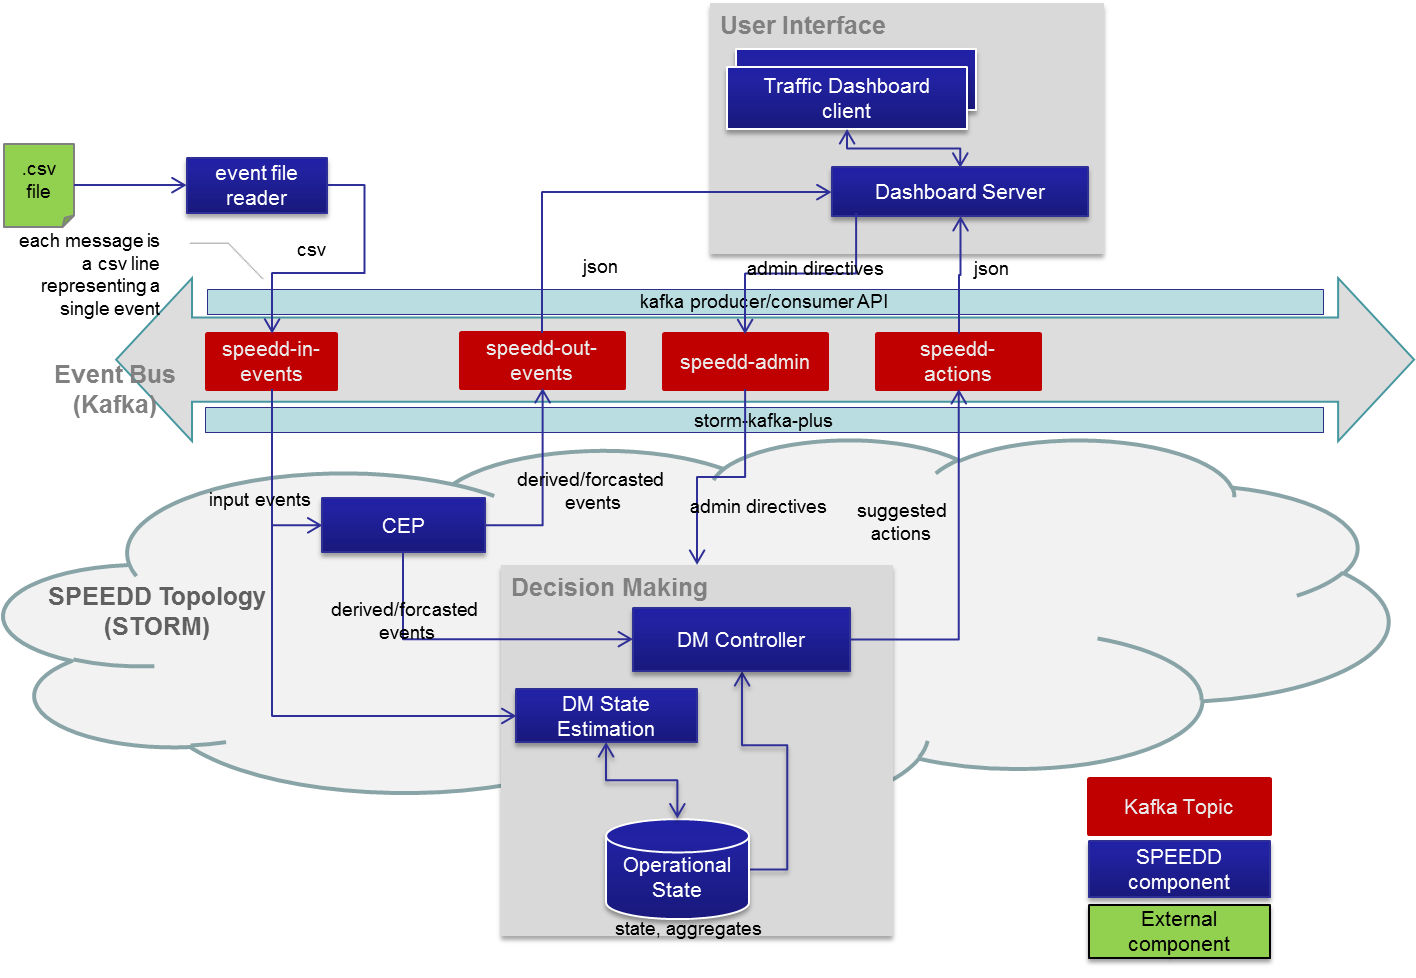 User Interface
Traffic Dashboard
client
.csv
file
event file
reader
Dashboard Server
each message is
a csv line
representing a
single event
csv
json
admin directives
json
kafka producer/consumer API
speedd-in-
events
speedd-out-
events
speedd-admin
speedd-
actions
Event Bus
(Kafka)
storm-kafka-plus
input events
derived/forcasted
events
admin directives
suggested
actions
CEP
SPEEDD Topology
(STORM)
derived/forcasted
events
Decision Making
DM Controller
DM State
Estimation
Operational
State
state, aggregates
Kafka Topic
SPEEDD
component
External
component